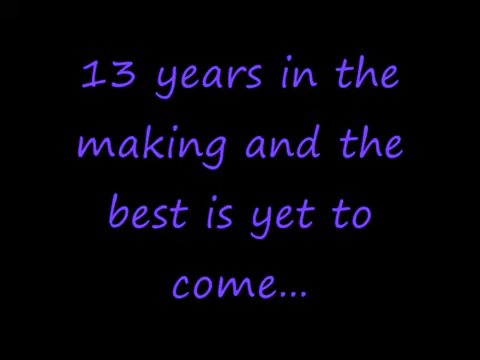 13 years in the
making and the
best is yet to
come...